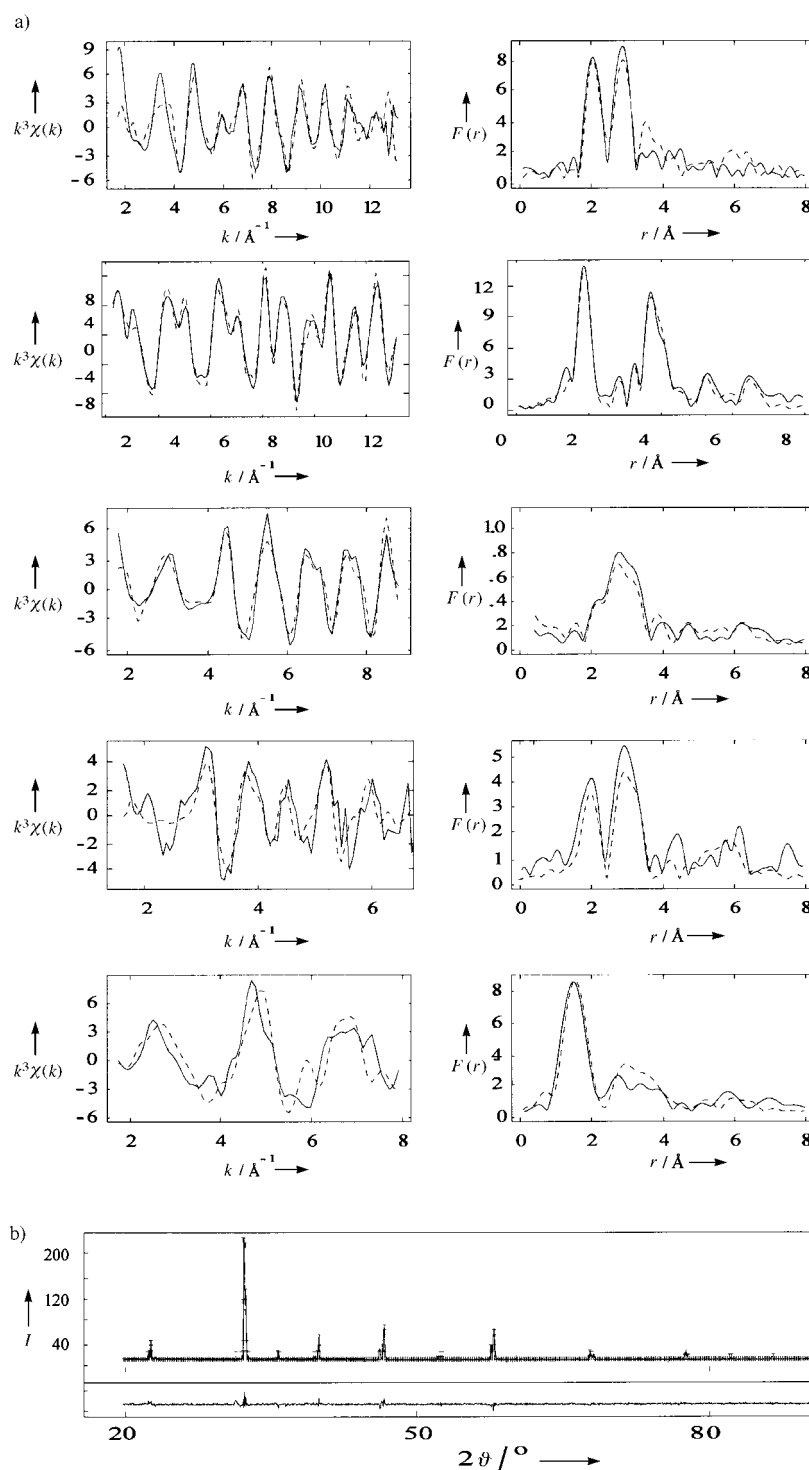 a)
9
6
3
0
-3
-6
k³χ(k)
2 4 6 8 10 12
k / Å⁻¹
8
6
4
2
0
F(r)
0 2 4 6 8
r / Å
8
4
0
-4
-8
k³χ(k)
2 4 6 8 10 12
k / Å⁻¹
12
9
3
0
F(r)
0 2 4 6 8
r / Å
6
3
0
-3
-6
k³χ(k)
2 4 6 8
k / Å⁻¹
1.0
.8
.4
.2
0
F(r)
0 2 4 6 8
r / Å
4
2
0
-2
-4
k³χ(k)
2 4 6
k / Å⁻¹
5
4
3
1
0
F(r)
0 2 4 6 8
r / Å
6
3
0
-3
-6
k³χ(k)
2 4 6 8
k / Å⁻¹
8
6
2
0
F(r)
0 2 4 6 8
r / Å
b)
200
120
40
I
20 50 80
2ϑ/°